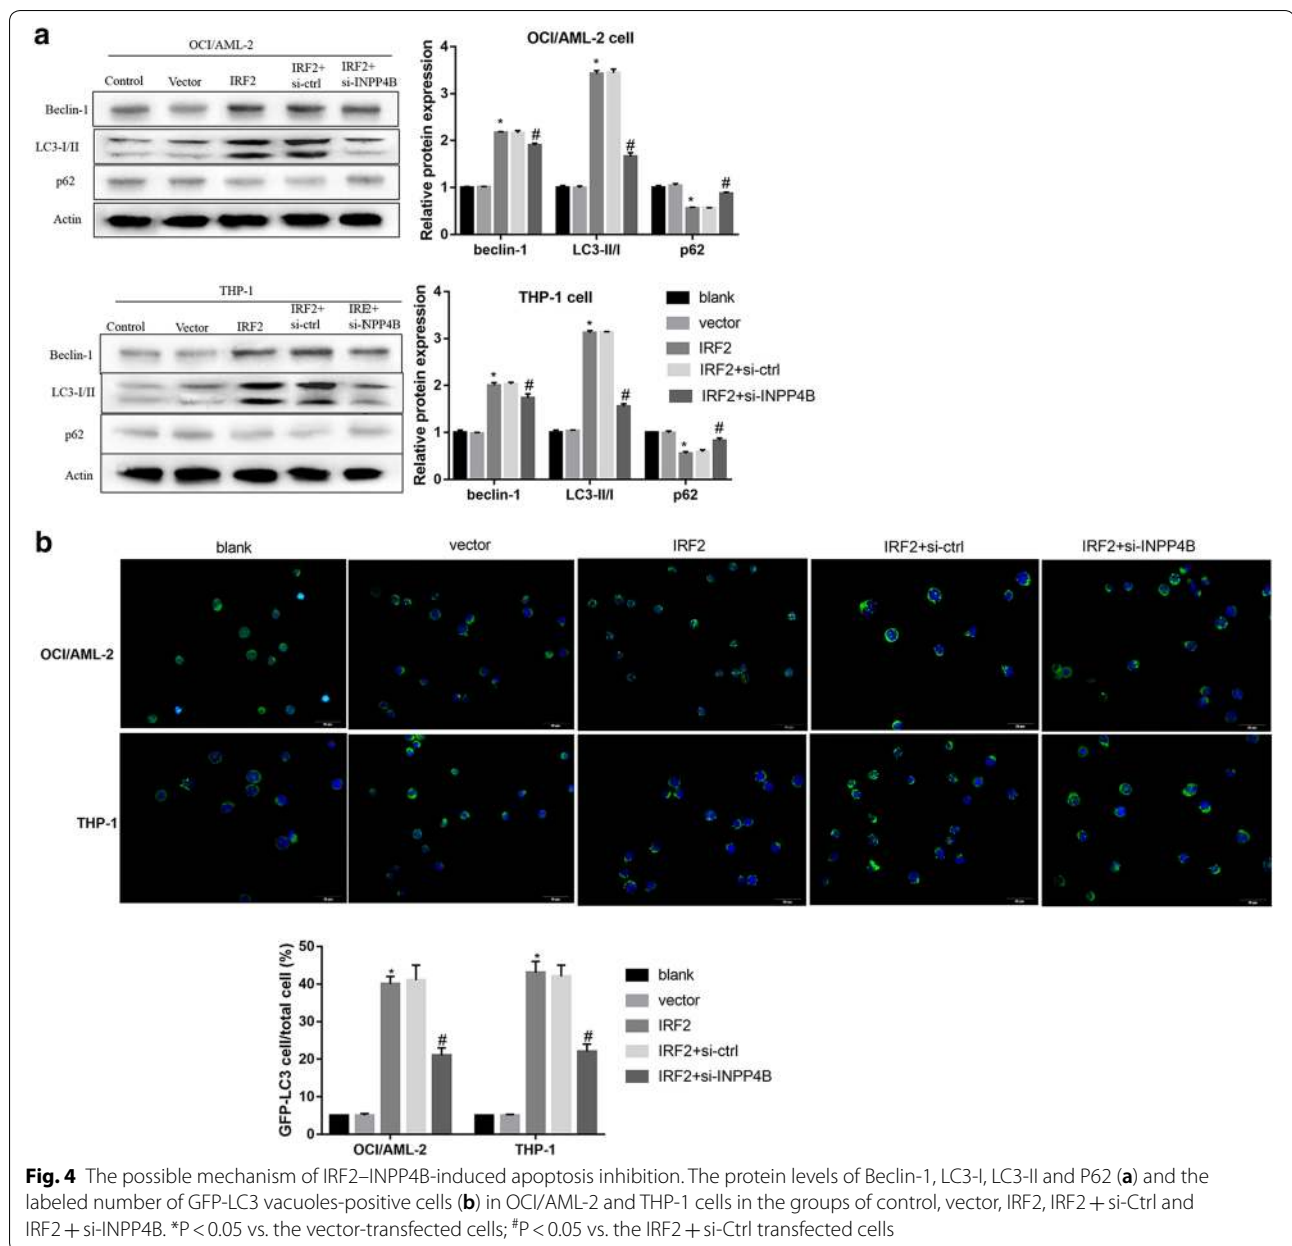 a
OCI/AML-2
Control Vector IRF2 IRF2+ si-ctrl IRF2+ si-INPP4B
Beclin-1
LC3-I/II
p62
Actin
OCI/AML-2 cell
Relative protein expression
4
3
2
1
0
* * * # # #
beclin-1 LC3-II/I p62
THP-1
Control Vector IRF2 IRF2+ si-ctrl IRE2+ si-INPP4B
Beclin-1
LC3-I/II
p62
Actin
THP-1 cell
Relative protein expression
4
3
2
1
0
* # * # * #
beclin-1 LC3-II/I p62
blank
vector
IRF2
IRF2+si-ctrl
IRF2+si-INPP4B
b
blank vector IRF2 IRF2+si-ctrl IRF2+si-INPP4B
OCI/AML-2
THP-1
GFP-LC3 cell/total cell (%)
50
40
30
20
10
0
* # * #
OCI/AML-2 THP-1
blank
vector
IRF2
IRF2+si-ctrl
IRF2+si-INPP4B
Fig. 4 The possible mechanism of IRF2–INPP4B-induced apoptosis inhibition. The protein levels of Beclin-1, LC3-I, LC3-II and P62 (a) and the
labeled number of GFP-LC3 vacuoles-positive cells (b) in OCI/AML-2 and THP-1 cells in the groups of control, vector, IRF2, IRF2 + si-Ctrl and
IRF2 + si-INPP4B. *P < 0.05 vs. the vector-transfected cells; #P < 0.05 vs. the IRF2 + si-Ctrl transfected cells